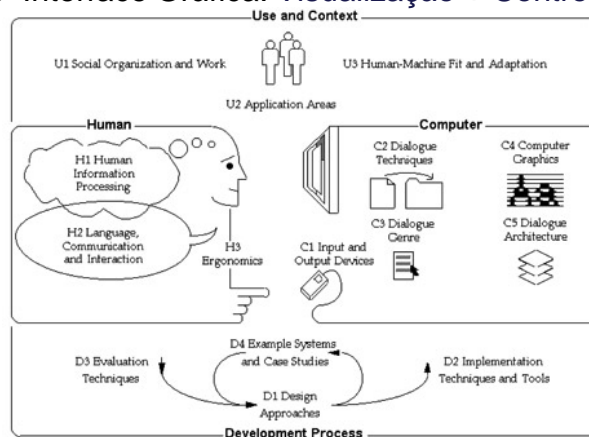 Interface Gráfica: Visualização
Use and Context
U1 Social Organization and Work
U3 Human-Machine Fit and Adaptation
U2 Application Areas
Human
H1 Human
Information
Processing
H2 Language,
Communication
and Interaction
H3
Ergonomics
Computer
C2 Dialogue
Techniques
C4 Computer
Graphics
Aa
C3 Dialogue
Genre
C5 Dialogue
Architecture
C1 Input and
Output Devices
D4 Example Systems
and Case Studies
D3 Evaluation
Techniques
D2 Implementation
Techniques and Tools
D1 Design
Approaches
Development Process